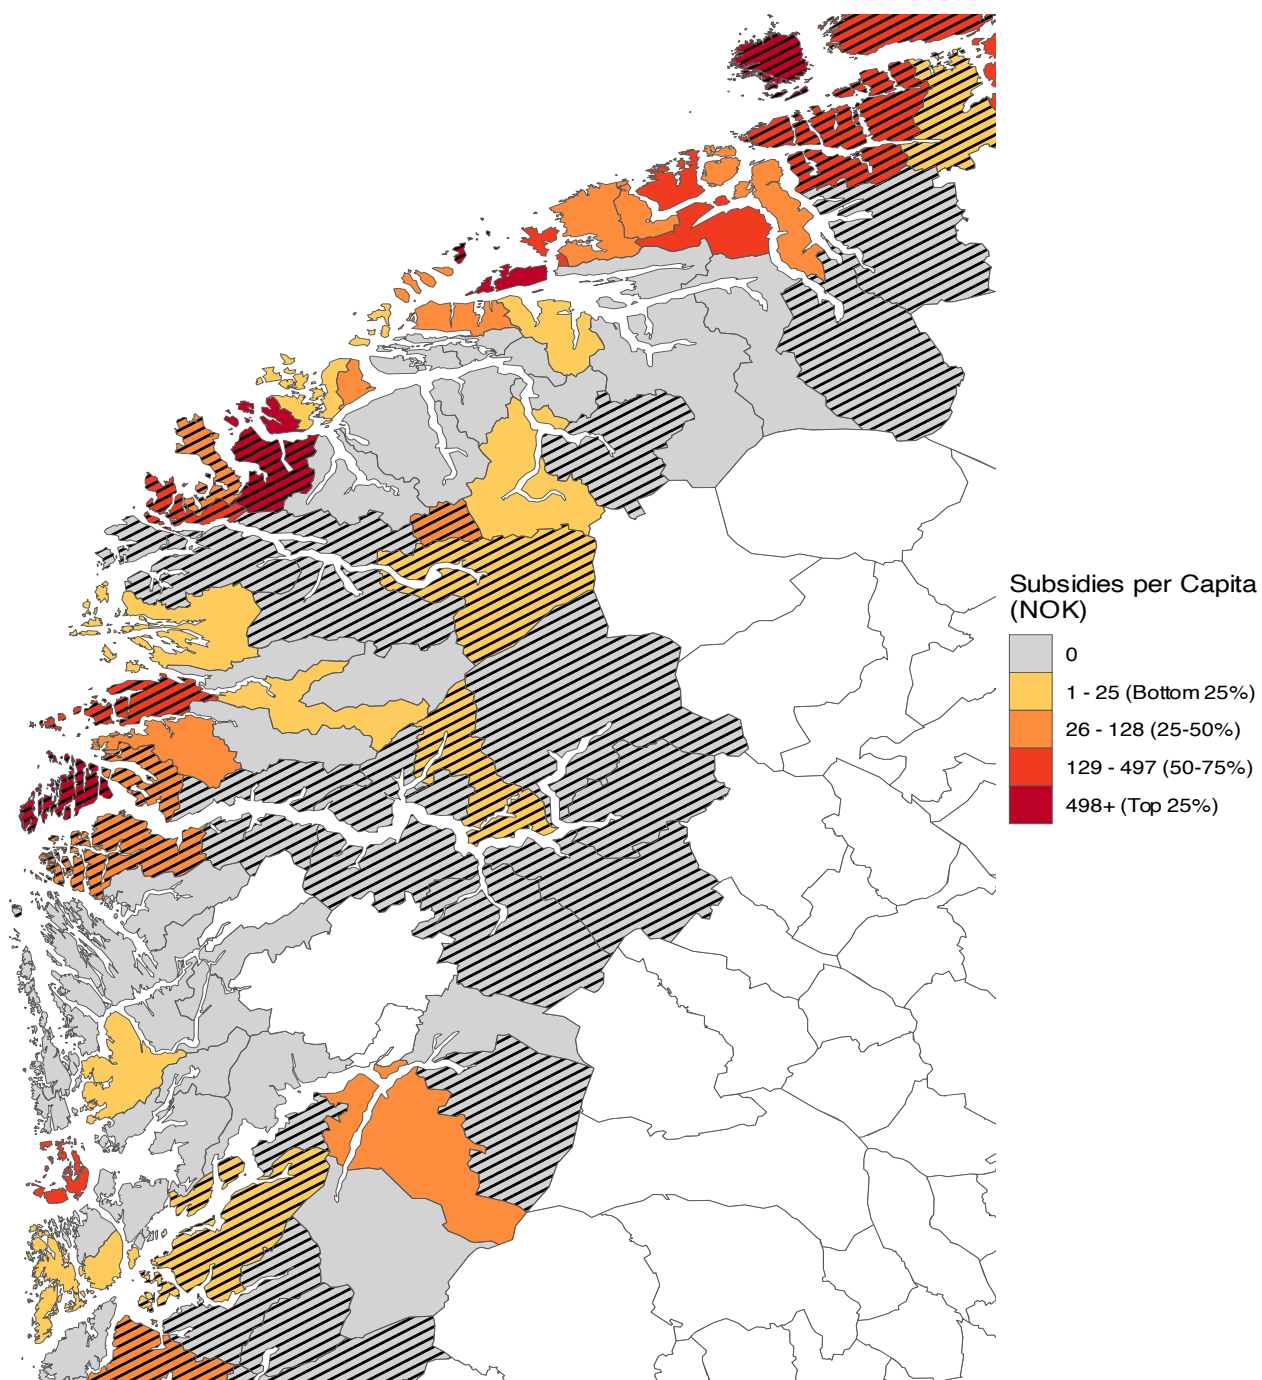 Subsidies per Capita
(NOK)
0
1 - 25 (Bottom 25%)
26 - 128 (25-50%)
129 - 497 (50-75%)
498+ (Top 25%)